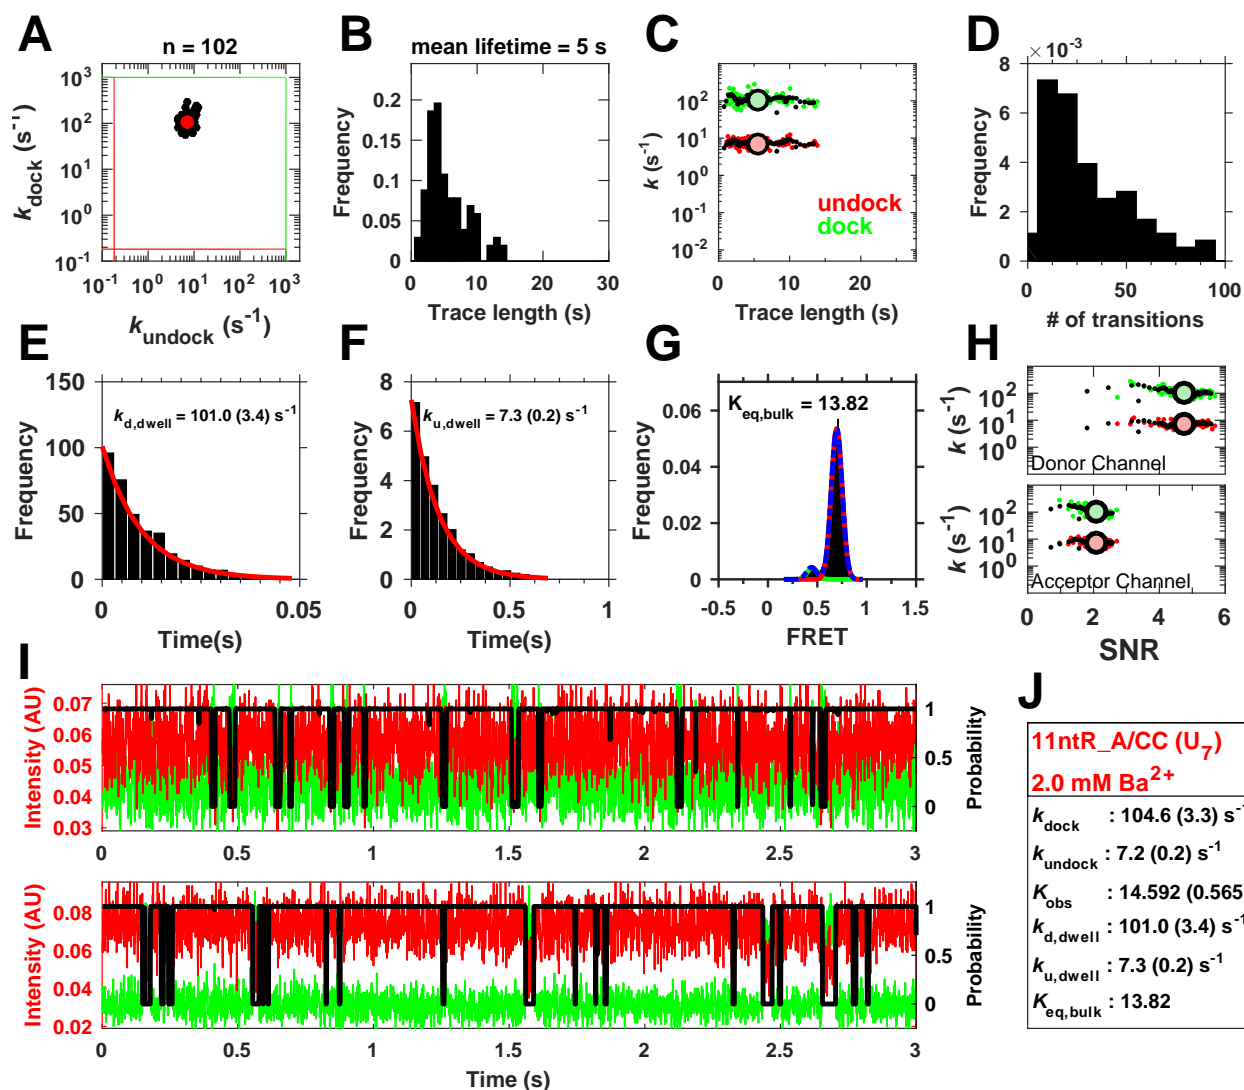 A
n = 102
k_dock (s⁻¹)
10³
10²
10¹
10⁰
10⁻¹
10⁻¹ 10⁰ 10¹ 10² 10³
k_undock (s⁻¹)
B
mean lifetime = 5 s
Frequency
0.2
0.15
0.1
0.05
0
0 10 20 30
Trace length (s)
C
k (s⁻¹)
10²
10¹
10⁰
10⁻¹
10⁻²
undock
dock
0 10 20
Trace length (s)
D
×10⁻³
Frequency
8
6
4
2
0
0 50 100
# of transitions
E
Frequency
150
100
50
0
k_d,dwell = 101.0 (3.4) s⁻¹
0 0.05
Time(s)
F
Frequency
8
6
4
2
0
k_u,dwell = 7.3 (0.2) s⁻¹
0 0.5 1
Time(s)
G
Frequency
0.06
0.04
0.02
0
K_eq,bulk = 13.82
-0.5 0 0.5 1 1.5
FRET
H
k (s⁻¹)
10²
10¹
10⁰
Donor Channel
k (s⁻¹)
10²
10¹
10⁰
Acceptor Channel
0 2 4 6
SNR
I
Intensity (AU)
0.07
0.06
0.05
0.04
0.03
1
0.5
0
Probability
0 0.5 1 1.5 2 2.5 3
Intensity (AU)
0.08
0.06
0.04
0.02
1
0.5
0
Probability
0 0.5 1 1.5 2 2.5 3
Time (s)
J
11ntR_A/CC (U₇)
2.0 mM Ba²⁺
k_dock : 104.6 (3.3) s⁻¹
k_undock : 7.2 (0.2) s⁻¹
K_obs : 14.592 (0.565)
k_d,dwell : 101.0 (3.4) s⁻¹
k_u,dwell : 7.3 (0.2) s⁻¹
K_eq,bulk : 13.82